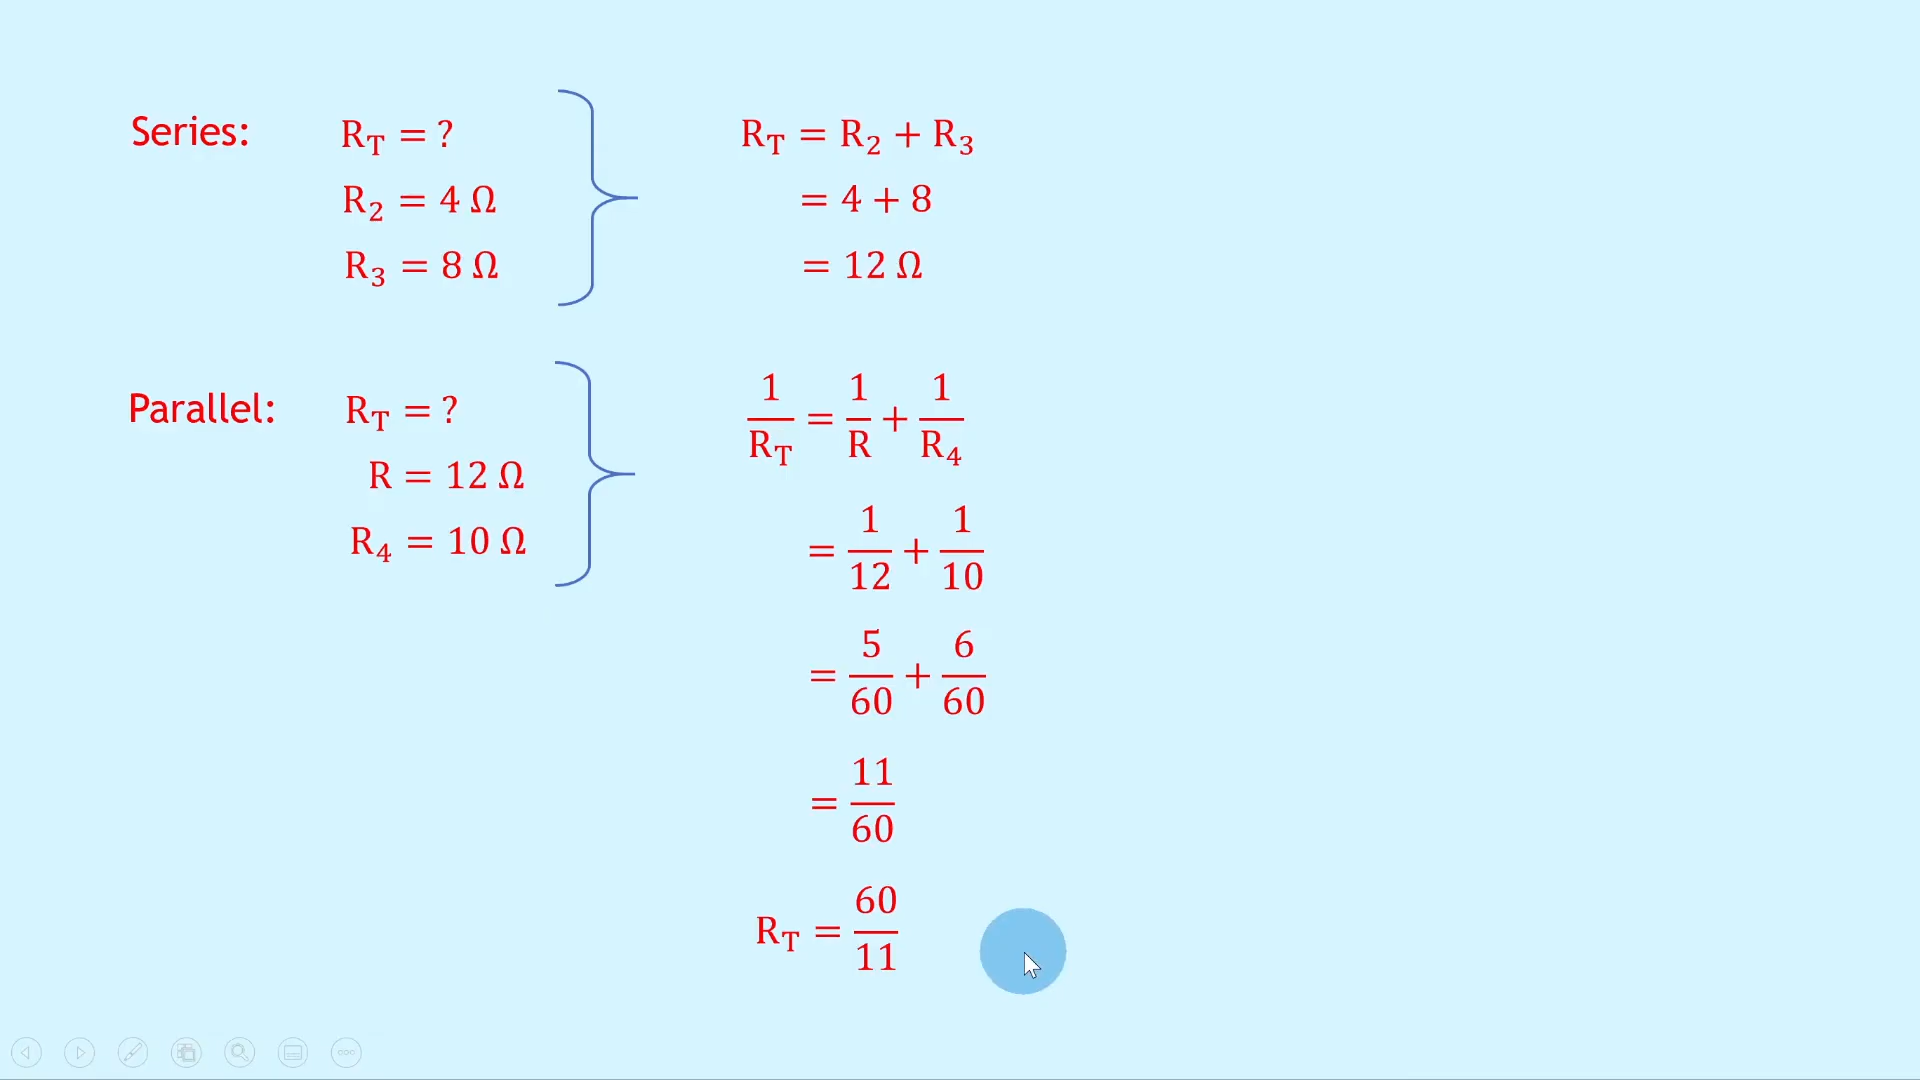 Series:
R_T = ?
R_2 = 4 Ω
R_3 = 8 Ω
R_T = R_2 + R_3
= 4 + 8
= 12 Ω
Parallel:
R_T = ?
R = 12 Ω
R_4 = 10 Ω
1/R_T = 1/R + 1/R_4
= 1/12 + 1/10
= 5/60 + 6/60
= 11/60
R_T = 60/11